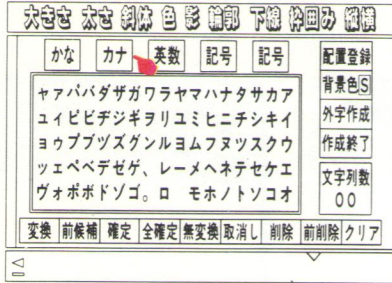 大きさ 太さ 斜体 色 影 輪郭 下線 枠囲み 縦横
かな カナ 英数 記号 記号 配置登録
背景色S
外字作成
作成終了
文字列数
00
ャァパバダザガワラヤマハナタサカア
ュィピビヂジギヲリユミヒニチシキイ
ョゥプブヅズグンルヨムフヌツスクウ
ッェペベデゼゲ、レーメヘネテセケエ
ヴォポボドゾゴ。ロ モホノトソコオ
変換 前候補 確定 全確定 無変換 取消し 削除 前削除 クリア